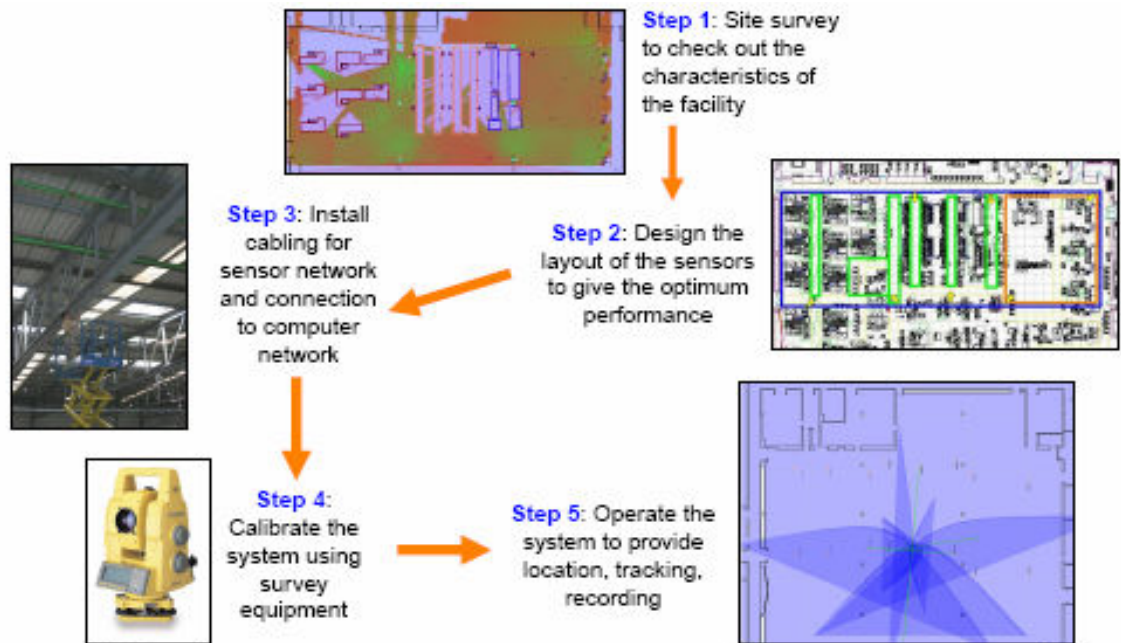 Step 1: Site survey
to check out the
characteristics of
the facility
Step 2: Design the
layout of the sensors
to give the optimum
performance
Step 3: Install
cabling for
sensor network
and connection
to computer
network
Step 4:
Calibrate the
system using
survey
equipment
Step 5: Operate the
system to provide
location, tracking,
recording